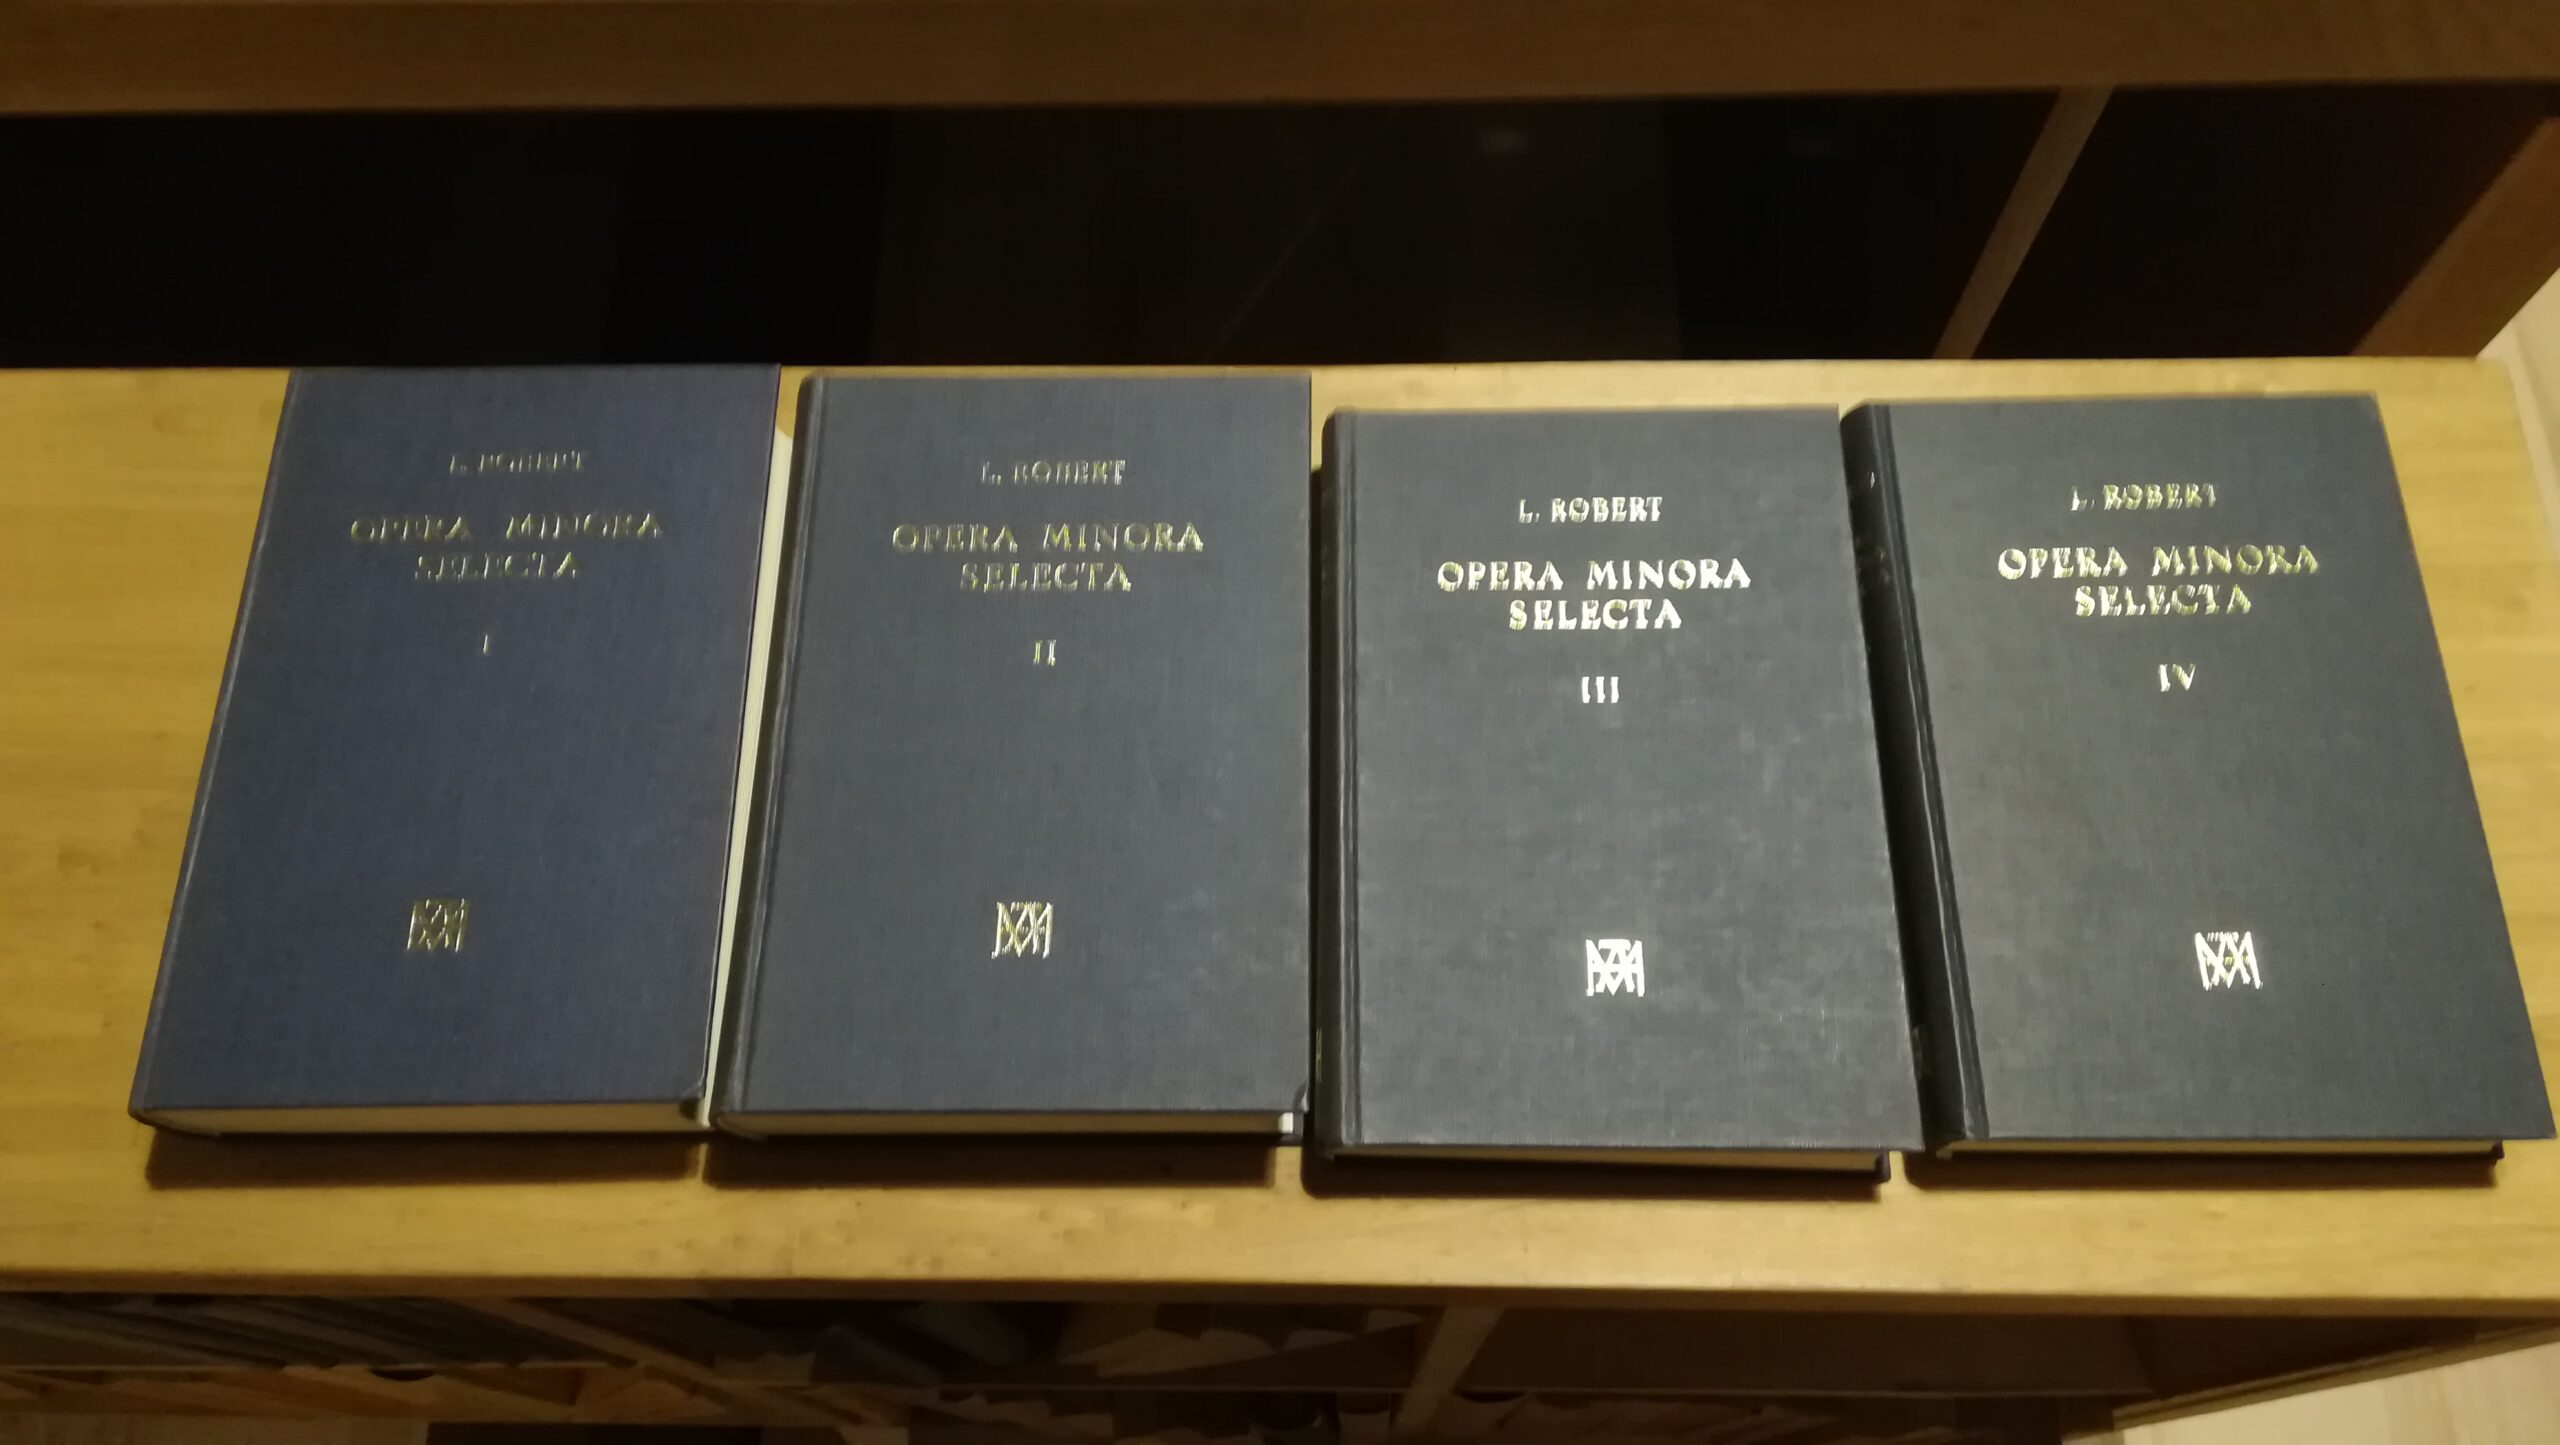 L. ROBERT
OPERA MINORA
SELECTA
I
L. ROBERT
OPERA MINORA
SELECTA
II
L. ROBERT
OPERA MINORA
SELECTA
III
L. ROBERT
OPERA MINORA
SELECTA
IV